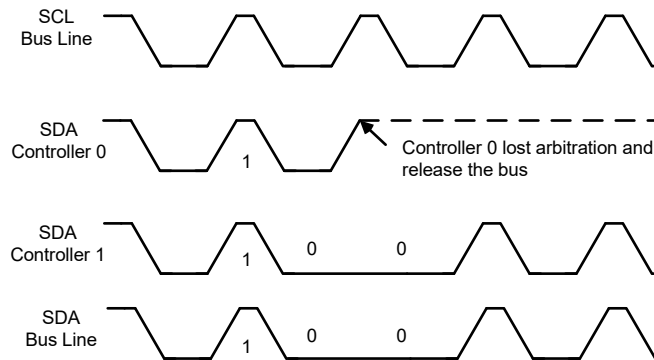 SCL
Bus Line
SDA
Controller 0
1
Controller 0 lost arbitration and
release the bus
SDA
Controller 1
1
0
0
SDA
Bus Line
1
0
0